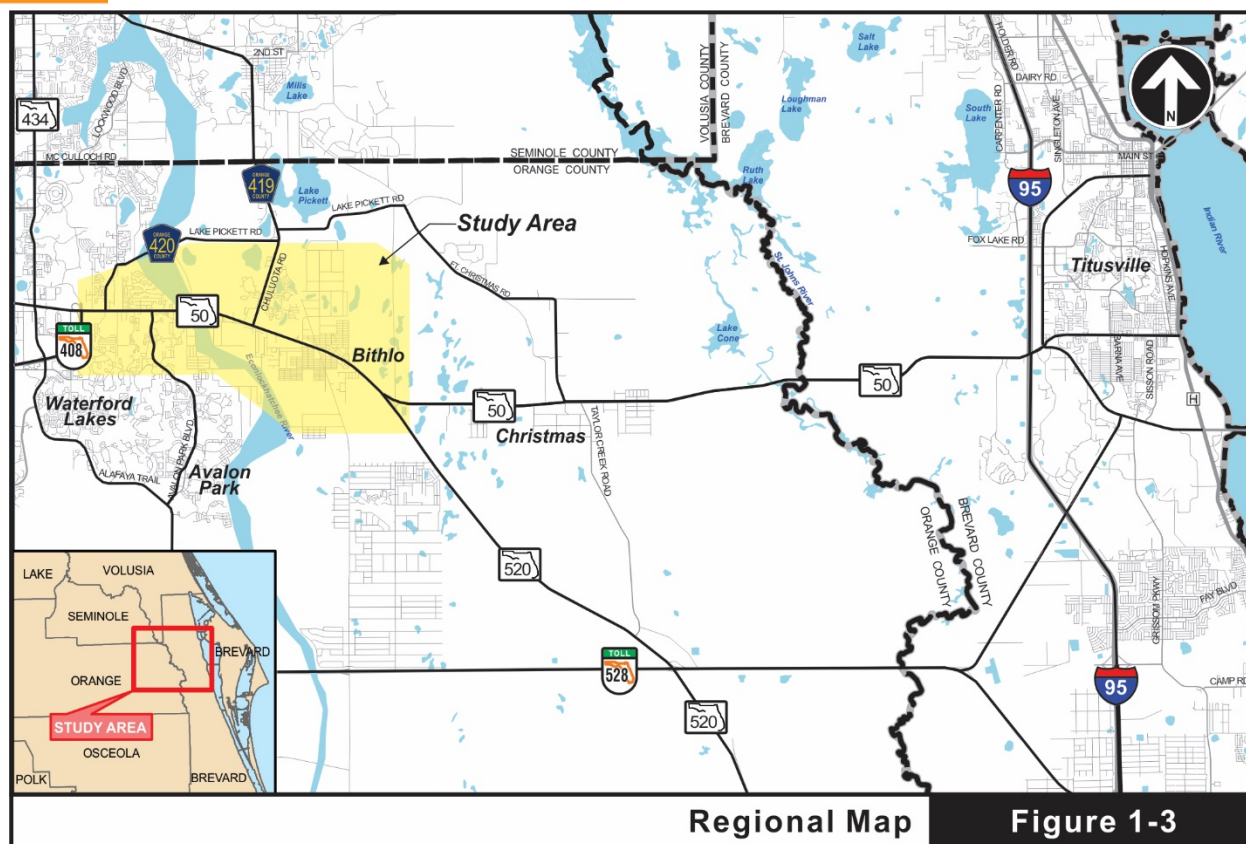 2ND ST
HOLDER RD
DAIRY RD
Salt
Lake
Mills
Lake
LOCKWOOD BLVD
434
VOLUSIA COUNTY
BREVARD COUNTY
Loughman
Lake
South
Lake
CARPENTER RD
SINGLETON AVE
N
MC CULLOCH RD
SEMINOLE COUNTY
ORANGE COUNTY
MAIN ST
ORANGE
419
COUNTY
Lake
Pickett
Ruth
Lake
95
LAKE PICKETT RD
Study Area
ORANGE
420
COUNTY
LAKE PICKETT RD
FOX LAKE RD
Indian River
CHULUOTA RD
FT. CHRISTMAS RD
St. Johns River
Titusville
HOPKINS AVE
50
TOLL
408
Lake
Cone
Bithlo
Econlockhatchee River
50
50
BARNA AVE
SISSON ROAD
H
Waterford
Lakes
Christmas
TAYLOR CREEK ROAD
AVALON PARK BLVD.
ALAFAYA TRAIL
Avalon
Park
BREVARD COUNTY
ORANGE COUNTY
520
FAY BLVD
GRISSOM PKWY
LAKE
VOLUSIA
SEMINOLE
BREVARD
ORANGE
STUDY AREA
OSCEOLA
POLK
BREVARD
TOLL
528
95
CAMP RD
520
Regional Map
Figure 1-3